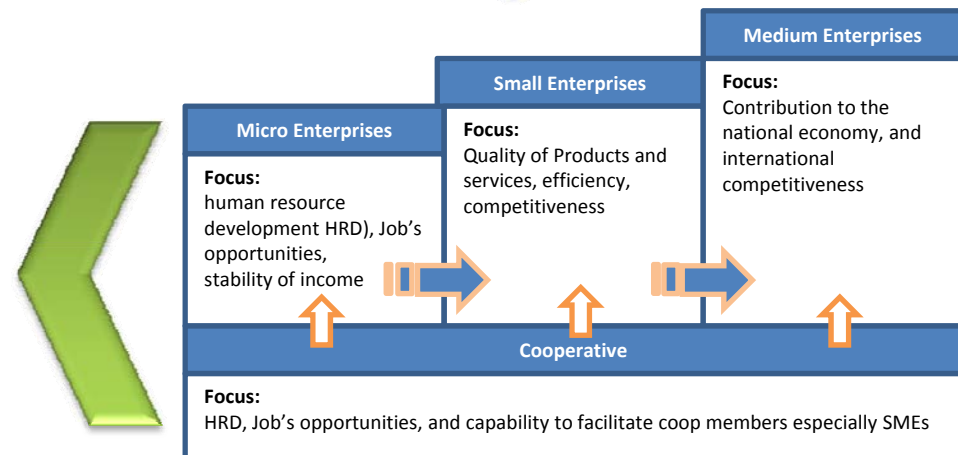 Medium Enterprises
Focus:
Contribution to the
national economy, and
international
competitiveness
Small Enterprises
Focus:
Quality of Products and
services, efficiency,
competitiveness
Micro Enterprises
Focus:
human resource
development HRD), Job’s
opportunities,
stability of income
Cooperative
Focus:
HRD, Job’s opportunities, and capability to facilitate coop members especially SMEs